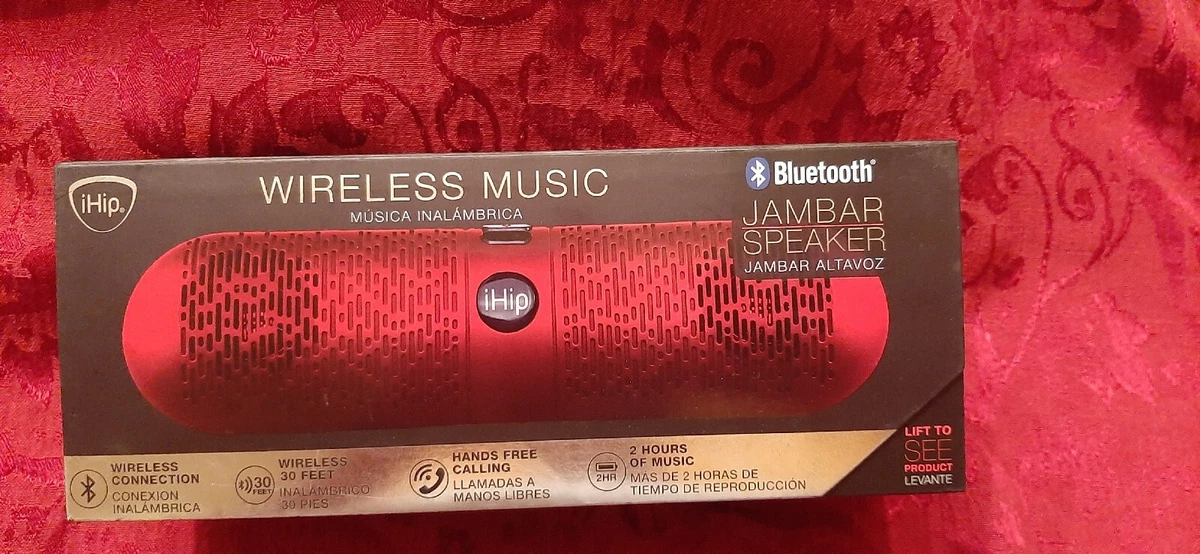 iHip®
WIRELESS MUSIC
MÚSICA INALÁMBRICA
Bluetooth®
JAMBAR
SPEAKER
JAMBAR ALTAVOZ
iHip
WIRELESS
CONNECTION
CONEXION
INALÁMBRICA
30
FEET
WIRELESS
30 FEET
INALÁMBRICO
30 PIES
HANDS FREE
CALLING
LLAMADAS A
MANOS LIBRES
2HR
2 HOURS
OF MUSIC
MÁS DE 2 HORAS DE
TIEMPO DE REPRODUCCIÓN
LIFT TO
SEE
PRODUCT
LEVANTE